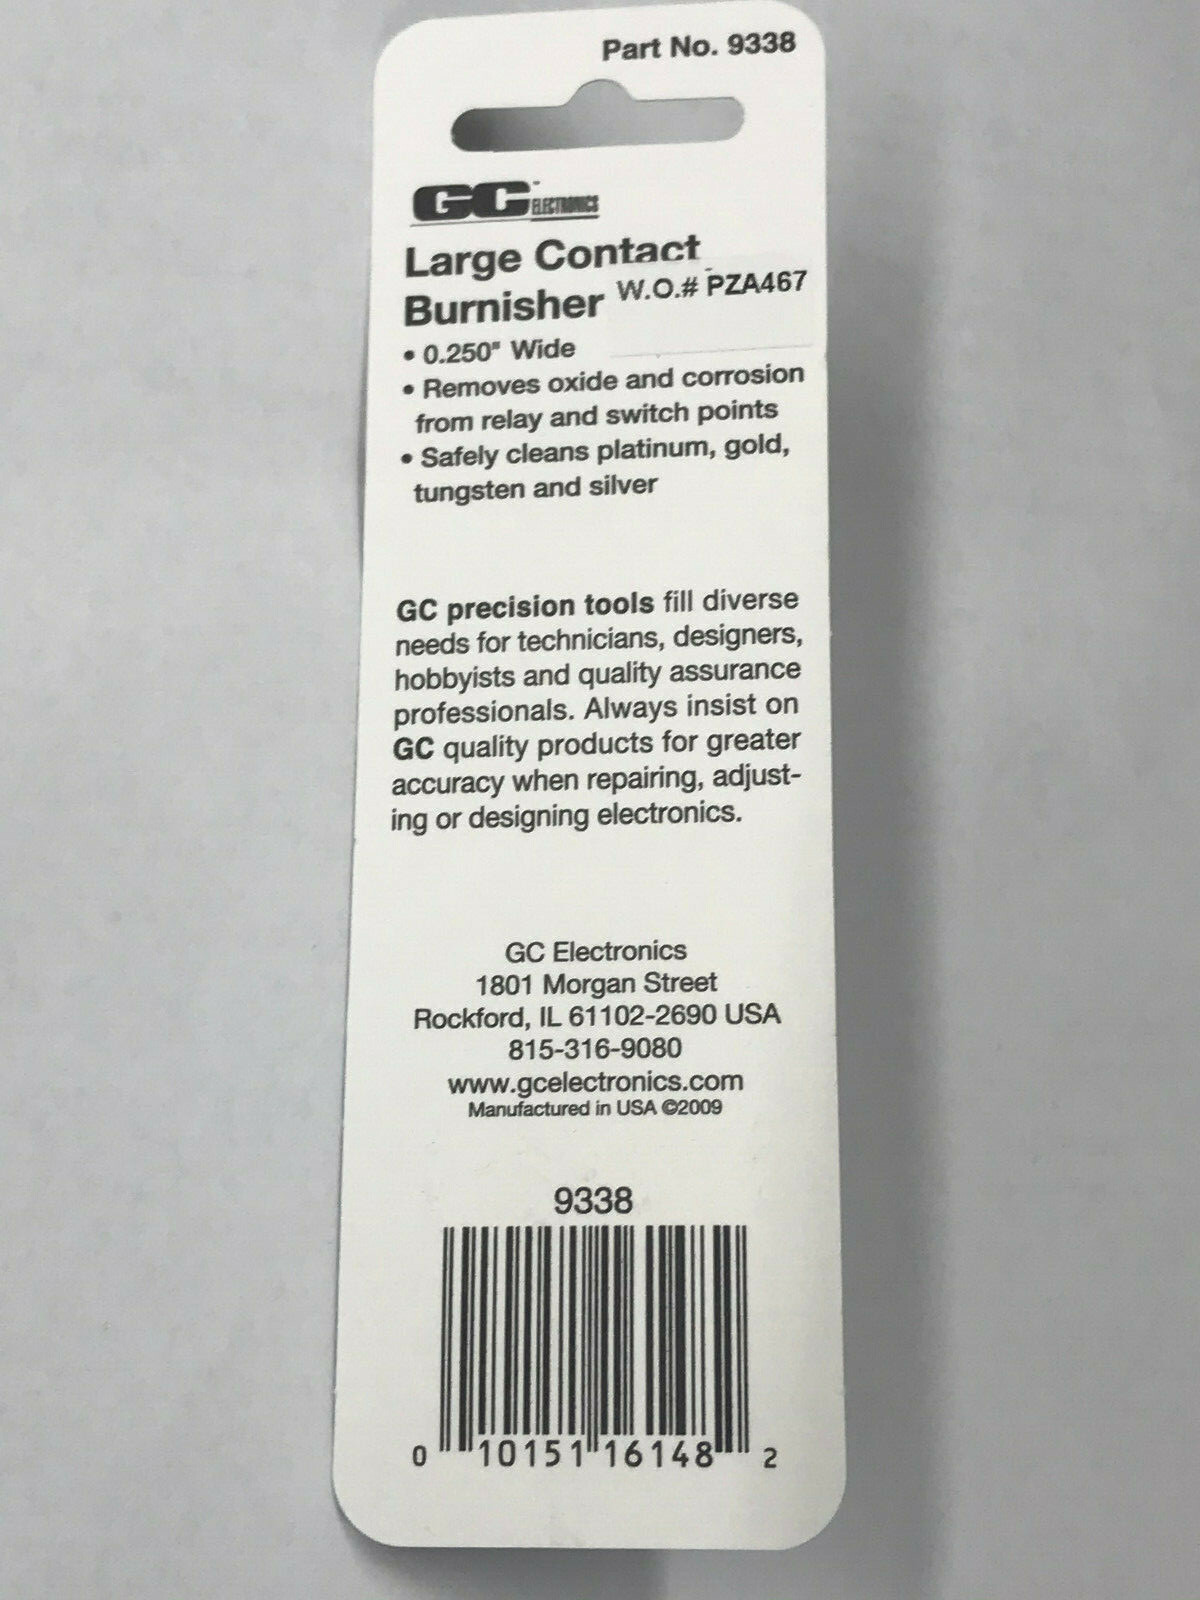 Part No. 9338
GC ELECTRONICS
Large Contact
Burnisher W.O.# PZA467
• 0.250" Wide
• Removes oxide and corrosion
from relay and switch points
• Safely cleans platinum, gold,
tungsten and silver
GC precision tools fill diverse
needs for technicians, designers,
hobbyists and quality assurance
professionals. Always insist on
GC quality products for greater
accuracy when repairing, adjust-
ing or designing electronics.
GC Electronics
1801 Morgan Street
Rockford, IL 61102-2690 USA
815-316-9080
www.gcelectronics.com
Manufactured in USA ©2009
9338
0 10151 16148 2